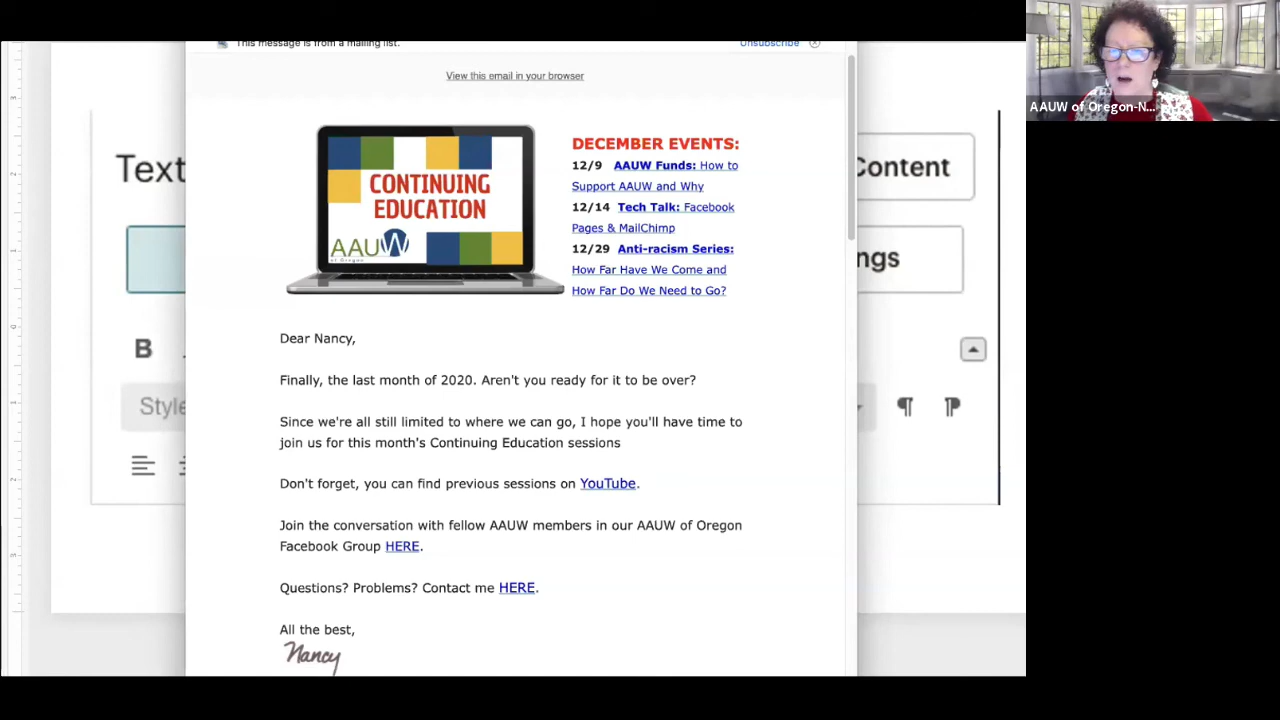 This message is from a mailing list.
Unsubscribe
View this email in your browser
CONTINUING
EDUCATION
AAUW
of Oregon
DECEMBER EVENTS:
12/9 AAUW Funds: How to
Support AAUW and Why
12/14 Tech Talk: Facebook
Pages & MailChimp
12/29 Anti-racism Series:
How Far Have We Come and
How Far Do We Need to Go?
Dear Nancy,
Finally, the last month of 2020. Aren't you ready for it to be over?
Since we're all still limited to where we can go, I hope you'll have time to
join us for this month's Continuing Education sessions
Don't forget, you can find previous sessions on YouTube.
Join the conversation with fellow AAUW members in our AAUW of Oregon
Facebook Group HERE.
Questions? Problems? Contact me HERE.
All the best,
Nancy
Text
B
Style
Content
ngs
AAUW of Oregon-N...